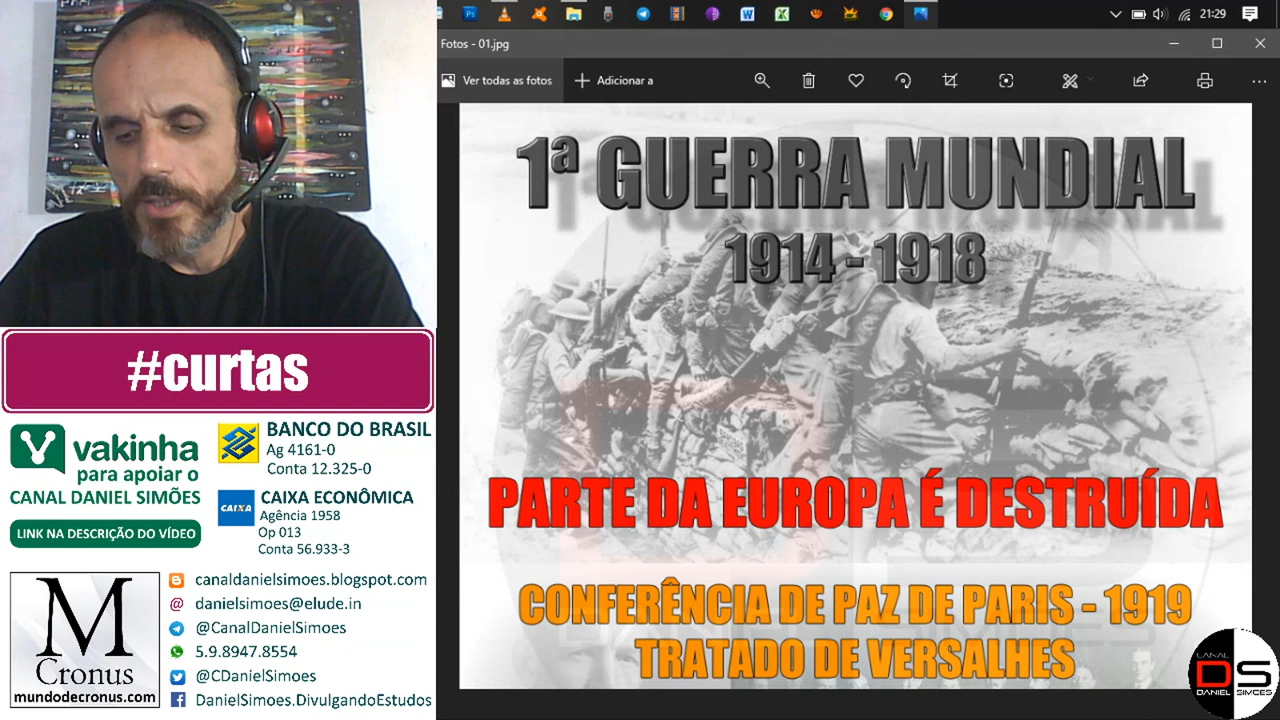 21:29
Fotos - 01.jpg
Ver todas as fotos
Adicionar a
1ª GUERRA MUNDIAL
1914 - 1918
PARTE DA EUROPA É DESTRUÍDA
CONFERÊNCIA DE PAZ DE PARIS - 1919
TRATADO DE VERSALHES
#curtas
vakinha
para apoiar o
CANAL DANIEL SIMÕES
LINK NA DESCRIÇÃO DO VÍDEO
BANCO DO BRASIL
Ag 4161-0
Conta 12.325-0
CAIXA
CAIXA ECONÔMICA
Agência 1958
Op 013
Conta 56.933-3
M
Cronus
mundodecronus.com
canaldanielsimoes.blogspot.com
@ danielsimoes@elude.in
@CanalDanielSimoes
5.9.8947.8554
@CDanielSimoes
DanielSimoes.DivulgandoEstudos
CANAL
DS
DANIEL SIMÕES